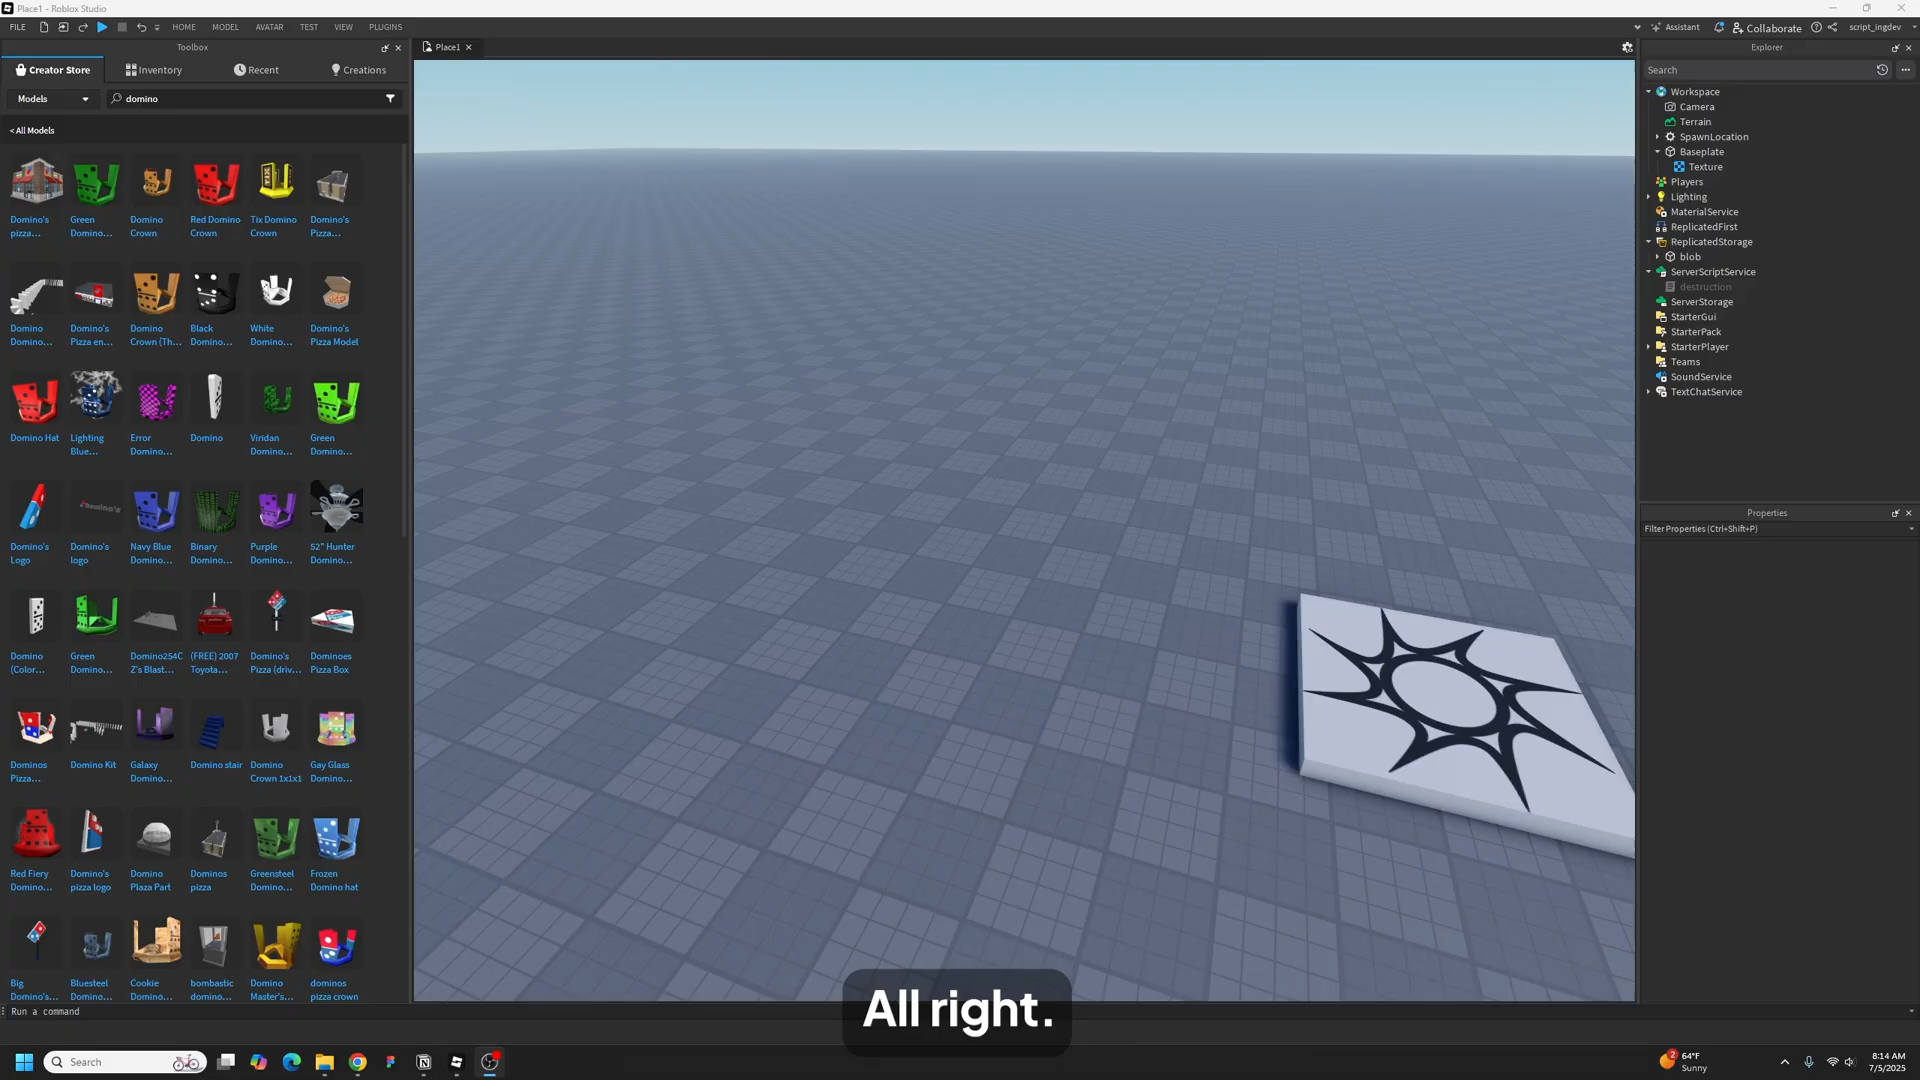 Place1 - Roblox Studio
FILE HOME MODEL AVATAR TEST VIEW PLUGINS Assistant Collaborate script_ingdev
Toolbox
Creator Store Inventory Recent Creations
Models domino
< All Models
Domino's pizza... Green Domino... Domino Crown Red Domino Crown Tix Domino Crown Domino's Pizza...
Domino Domino... Domino's Pizza en... Domino Crown (Th... Black Domino... White Domino... Domino's Pizza Model
Domino Hat Lighting Blue... Error Domino... Domino Viridan Domino... Green Domino...
Domino's Logo Domino's logo Navy Blue Domino... Binary Domino... Purple Domino... 52" Hunter Domino...
Domino (Color... Green Domino... Domino254C Z's Blast... (FREE) 2007 Toyota... Domino's Pizza (driv... Dominoes Pizza Box
Dominos Pizza... Domino Kit Galaxy Domino... Domino stair Domino Crown 1x1x1 Gay Glass Domino...
Red Fiery Domino... Domino's pizza logo Domino Plaza Part Dominos pizza Greensteel Domino... Frozen Domino hat
Big Domino's... Bluesteel Domino... Cookie Domino... bombastic domino... Domino Master's... dominos pizza crown
Run a command
Place1
All right.
Explorer
Search
Workspace
Camera
Terrain
SpawnLocation
Baseplate
Texture
Players
Lighting
MaterialService
ReplicatedFirst
ReplicatedStorage
blob
ServerScriptService
destruction
ServerStorage
StarterGui
StarterPack
StarterPlayer
Teams
SoundService
TextChatService
Properties
Filter Properties (Ctrl+Shift+P)
Search
2
64°F
Sunny
8:14 AM
7/5/2025